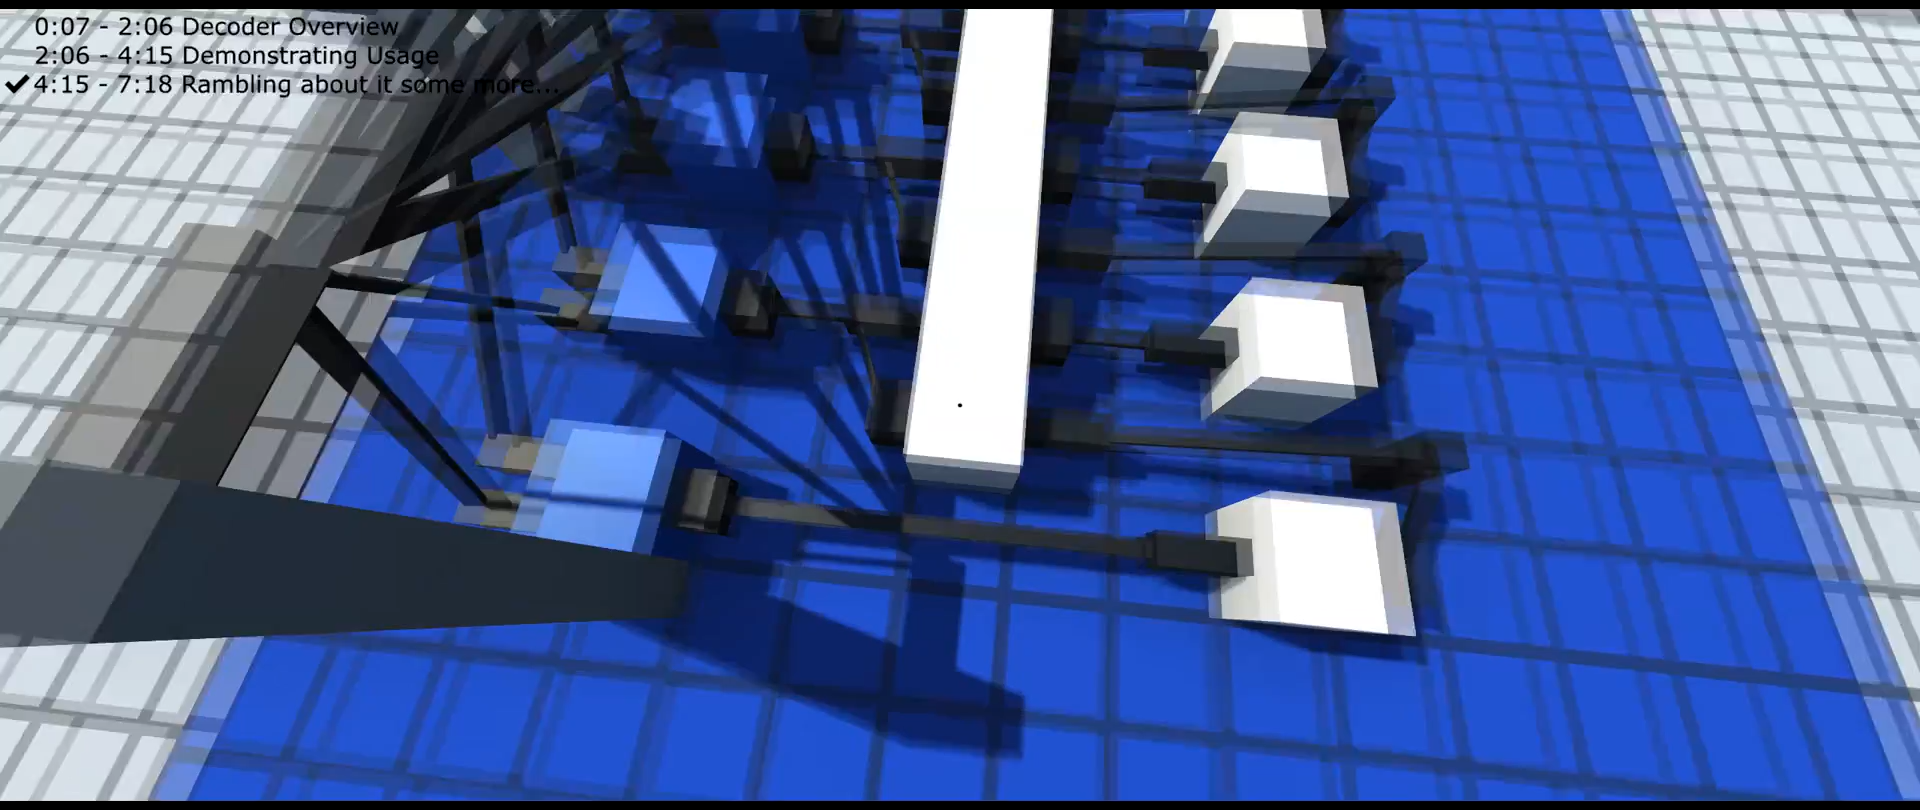 0:07 - 2:06 Decoder Overview
2:06 - 4:15 Demonstrating Usage
✔4:15 - 7:18 Rambling about it some more...